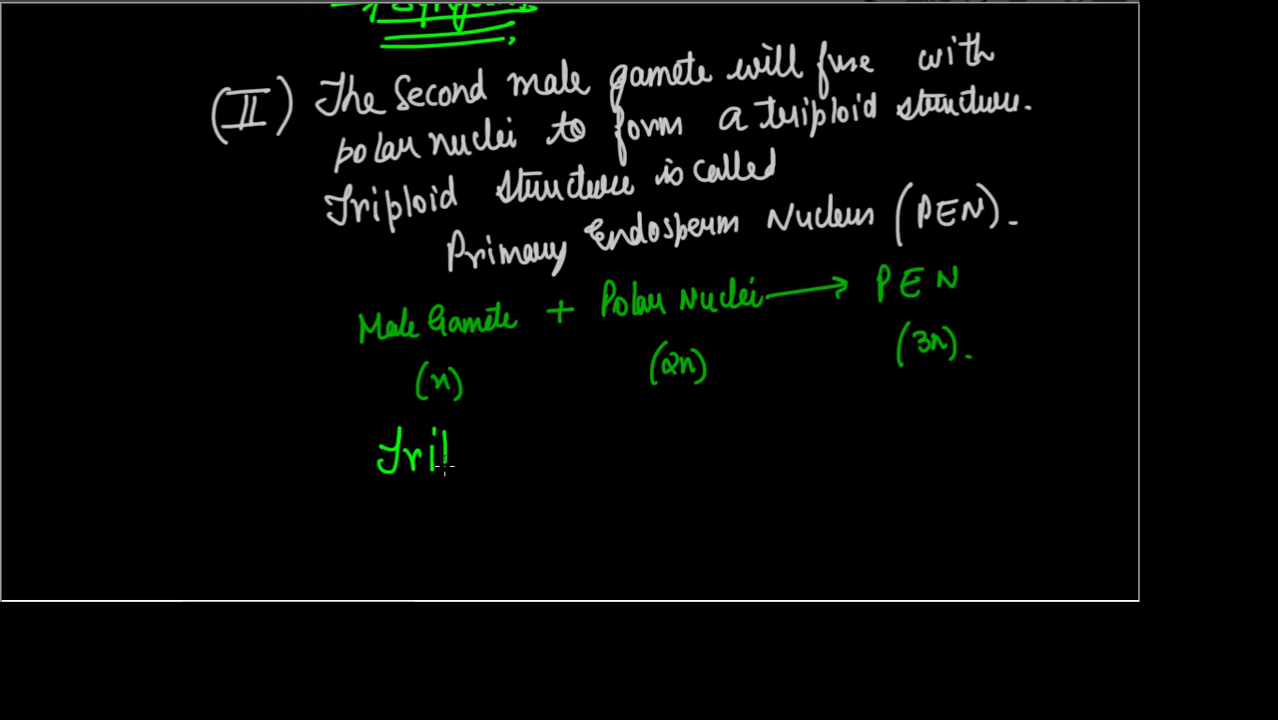 (II) The Second male gamete will fuse with
polar nuclei to form a triploid structure.
Triploid structure is called
Primary Endosperm Nucleus (PEN).
Male Gamete + Polar Nuclei → PEN
(n) (2n) (3n).